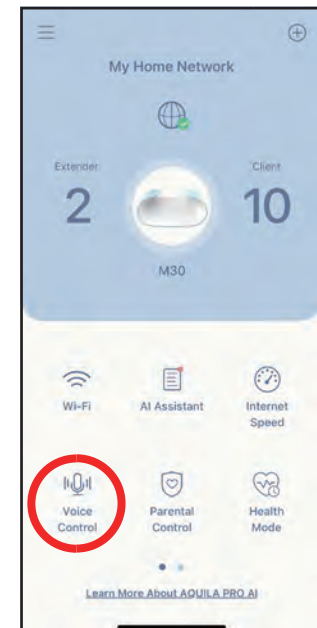 My Home Network
Extender
Client
2
10
M30
Wi-Fi
AI Assistant
Internet
Speed
Voice
Control
Parental
Control
Health
Mode
Learn More About AQUILA PRO AI